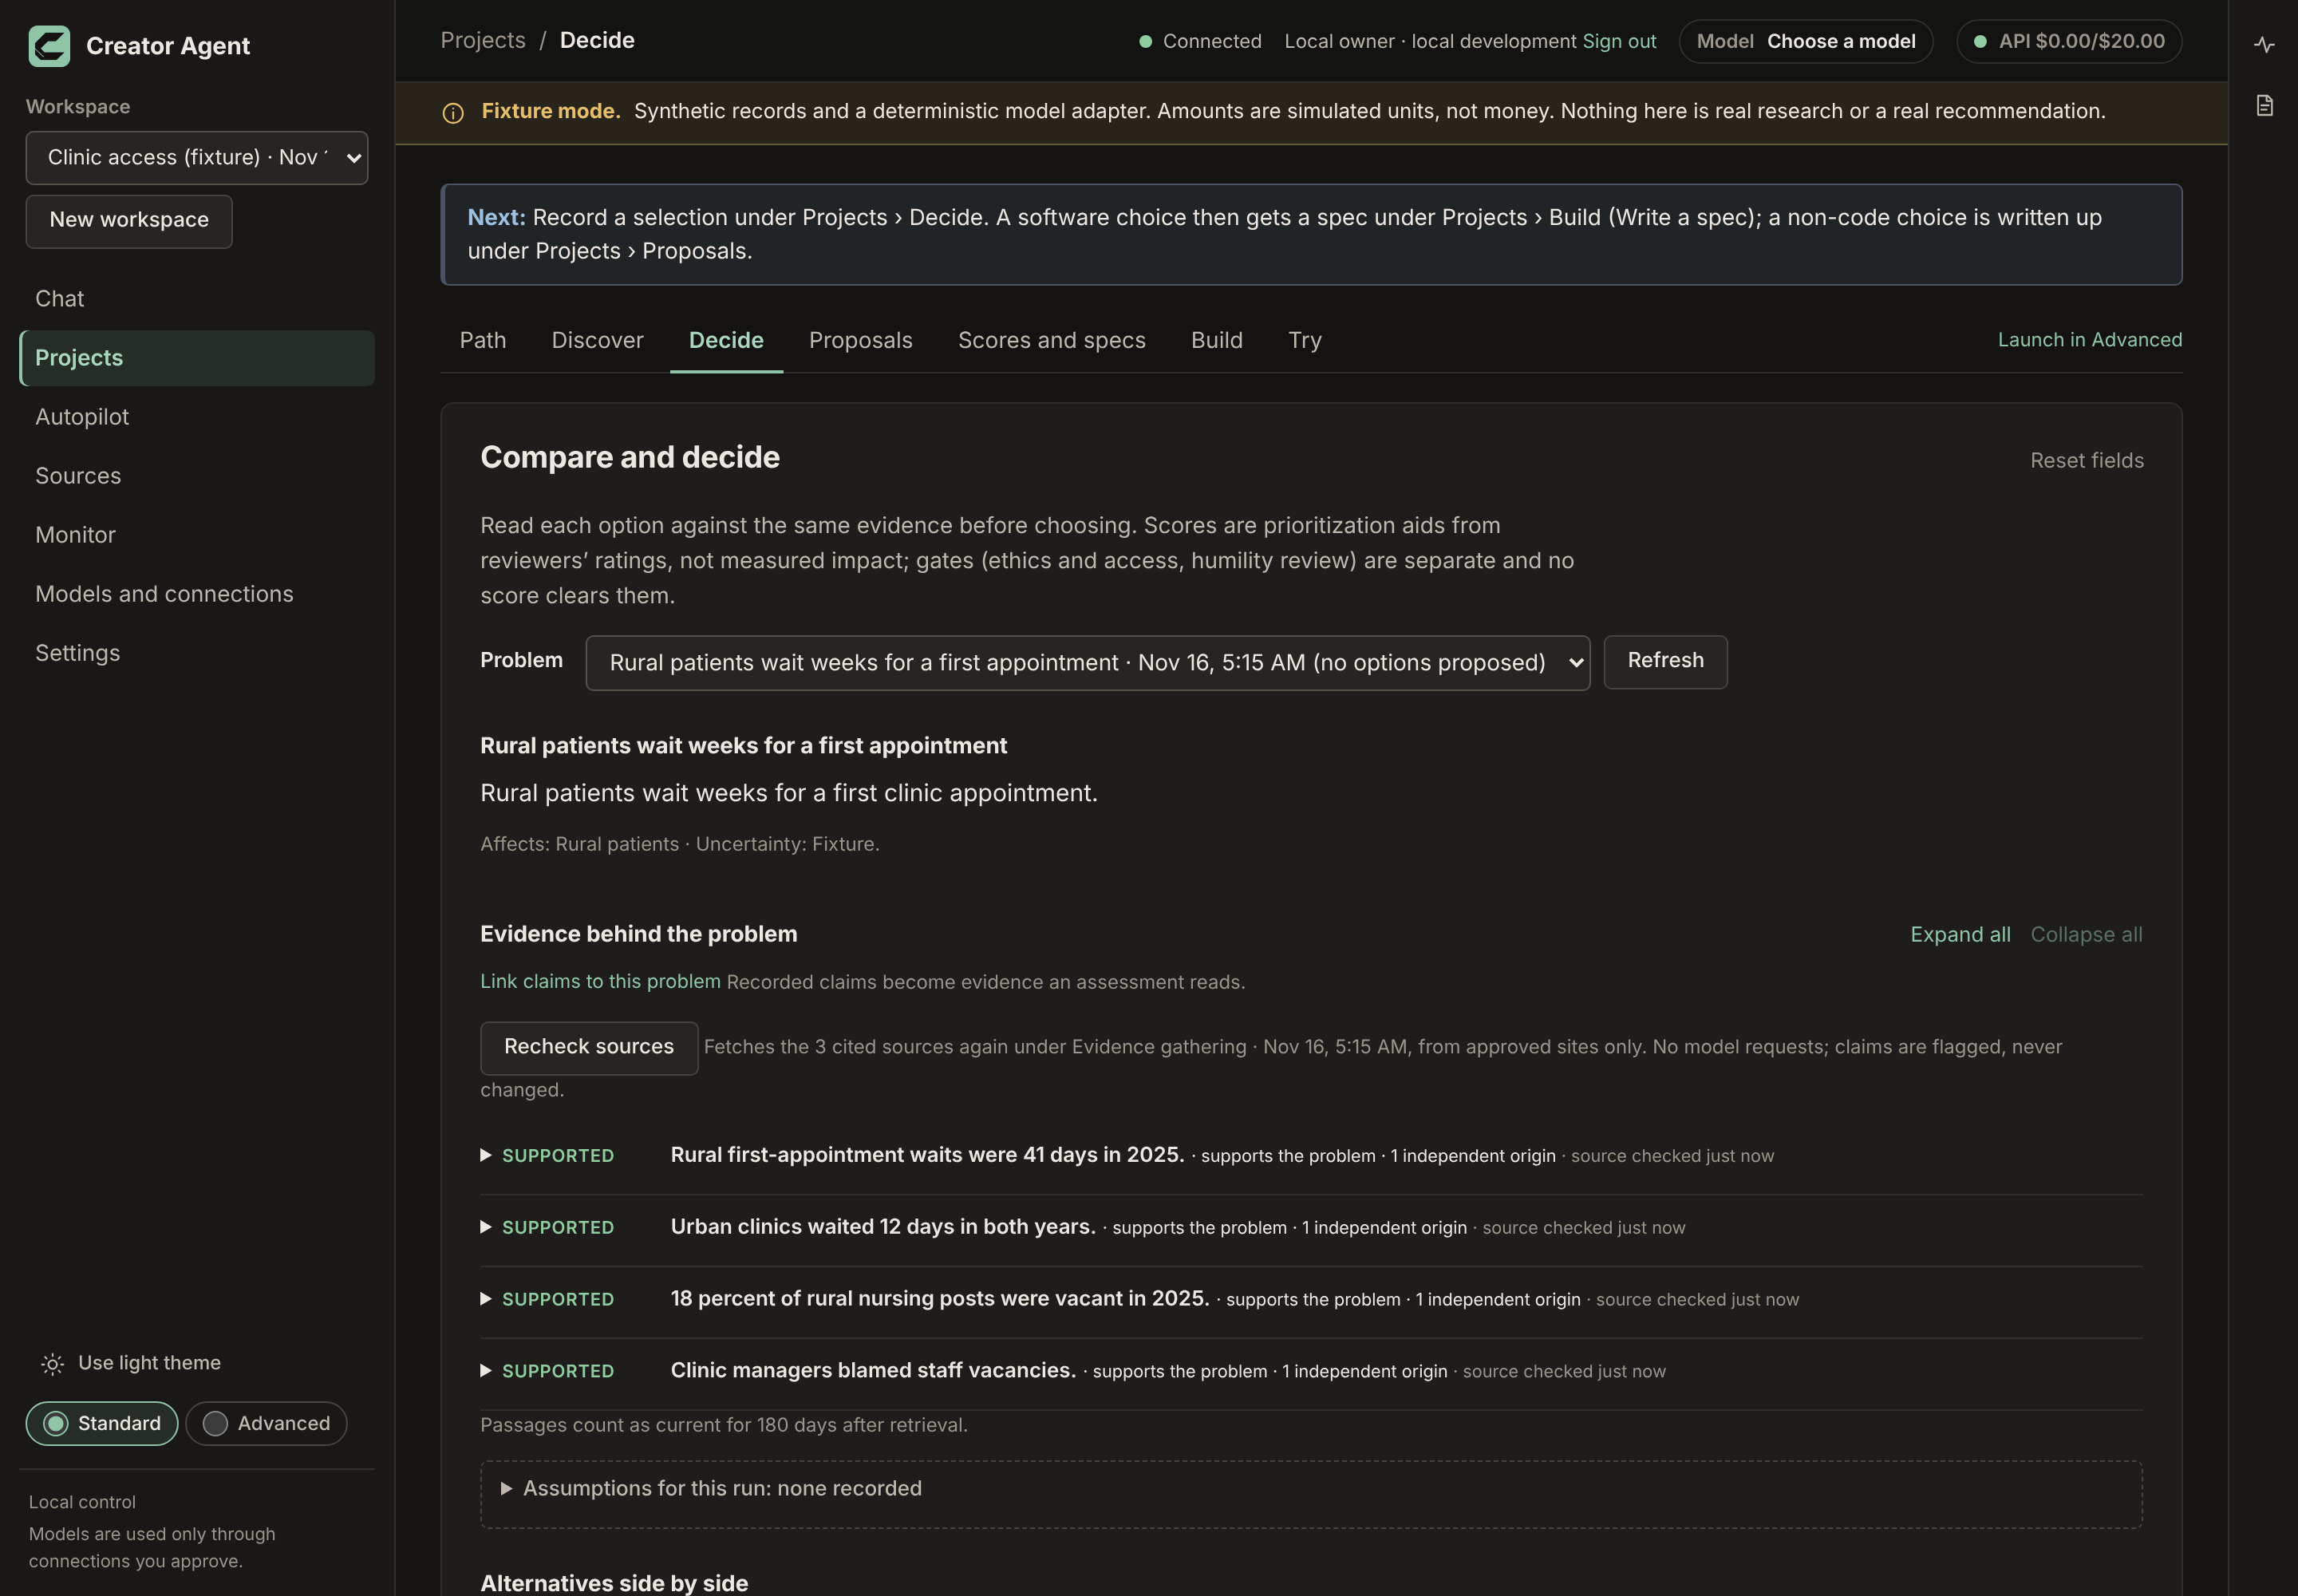 Creator Agent
Workspace
Clinic access (fixture) · Nov
New workspace
Chat
Projects
Autopilot
Sources
Monitor
Models and connections
Settings
Use light theme
Standard
Advanced
Local control
Models are used only through
connections you approve.
Projects / Decide
Connected
Local owner · local development Sign out
Model Choose a model
API $0.00/$20.00
Fixture mode. Synthetic records and a deterministic model adapter. Amounts are simulated units, not money. Nothing here is real research or a real recommendation.
Next: Record a selection under Projects › Decide. A software choice then gets a spec under Projects › Build (Write a spec); a non-code choice is written up
under Projects › Proposals.
Path Discover Decide Proposals Scores and specs Build Try
Launch in Advanced
Compare and decide
Reset fields
Read each option against the same evidence before choosing. Scores are prioritization aids from
reviewers’ ratings, not measured impact; gates (ethics and access, humility review) are separate and no
score clears them.
Problem Rural patients wait weeks for a first appointment · Nov 16, 5:15 AM (no options proposed) Refresh
Rural patients wait weeks for a first appointment
Rural patients wait weeks for a first clinic appointment.
Affects: Rural patients · Uncertainty: Fixture.
Evidence behind the problem
Expand all Collapse all
Link claims to this problem Recorded claims become evidence an assessment reads.
Recheck sources Fetches the 3 cited sources again under Evidence gathering · Nov 16, 5:15 AM, from approved sites only. No model requests; claims are flagged, never
changed.
SUPPORTED Rural first-appointment waits were 41 days in 2025. · supports the problem · 1 independent origin · source checked just now
SUPPORTED Urban clinics waited 12 days in both years. · supports the problem · 1 independent origin · source checked just now
SUPPORTED 18 percent of rural nursing posts were vacant in 2025. · supports the problem · 1 independent origin · source checked just now
SUPPORTED Clinic managers blamed staff vacancies. · supports the problem · 1 independent origin · source checked just now
Passages count as current for 180 days after retrieval.
Assumptions for this run: none recorded
Alternatives side by side